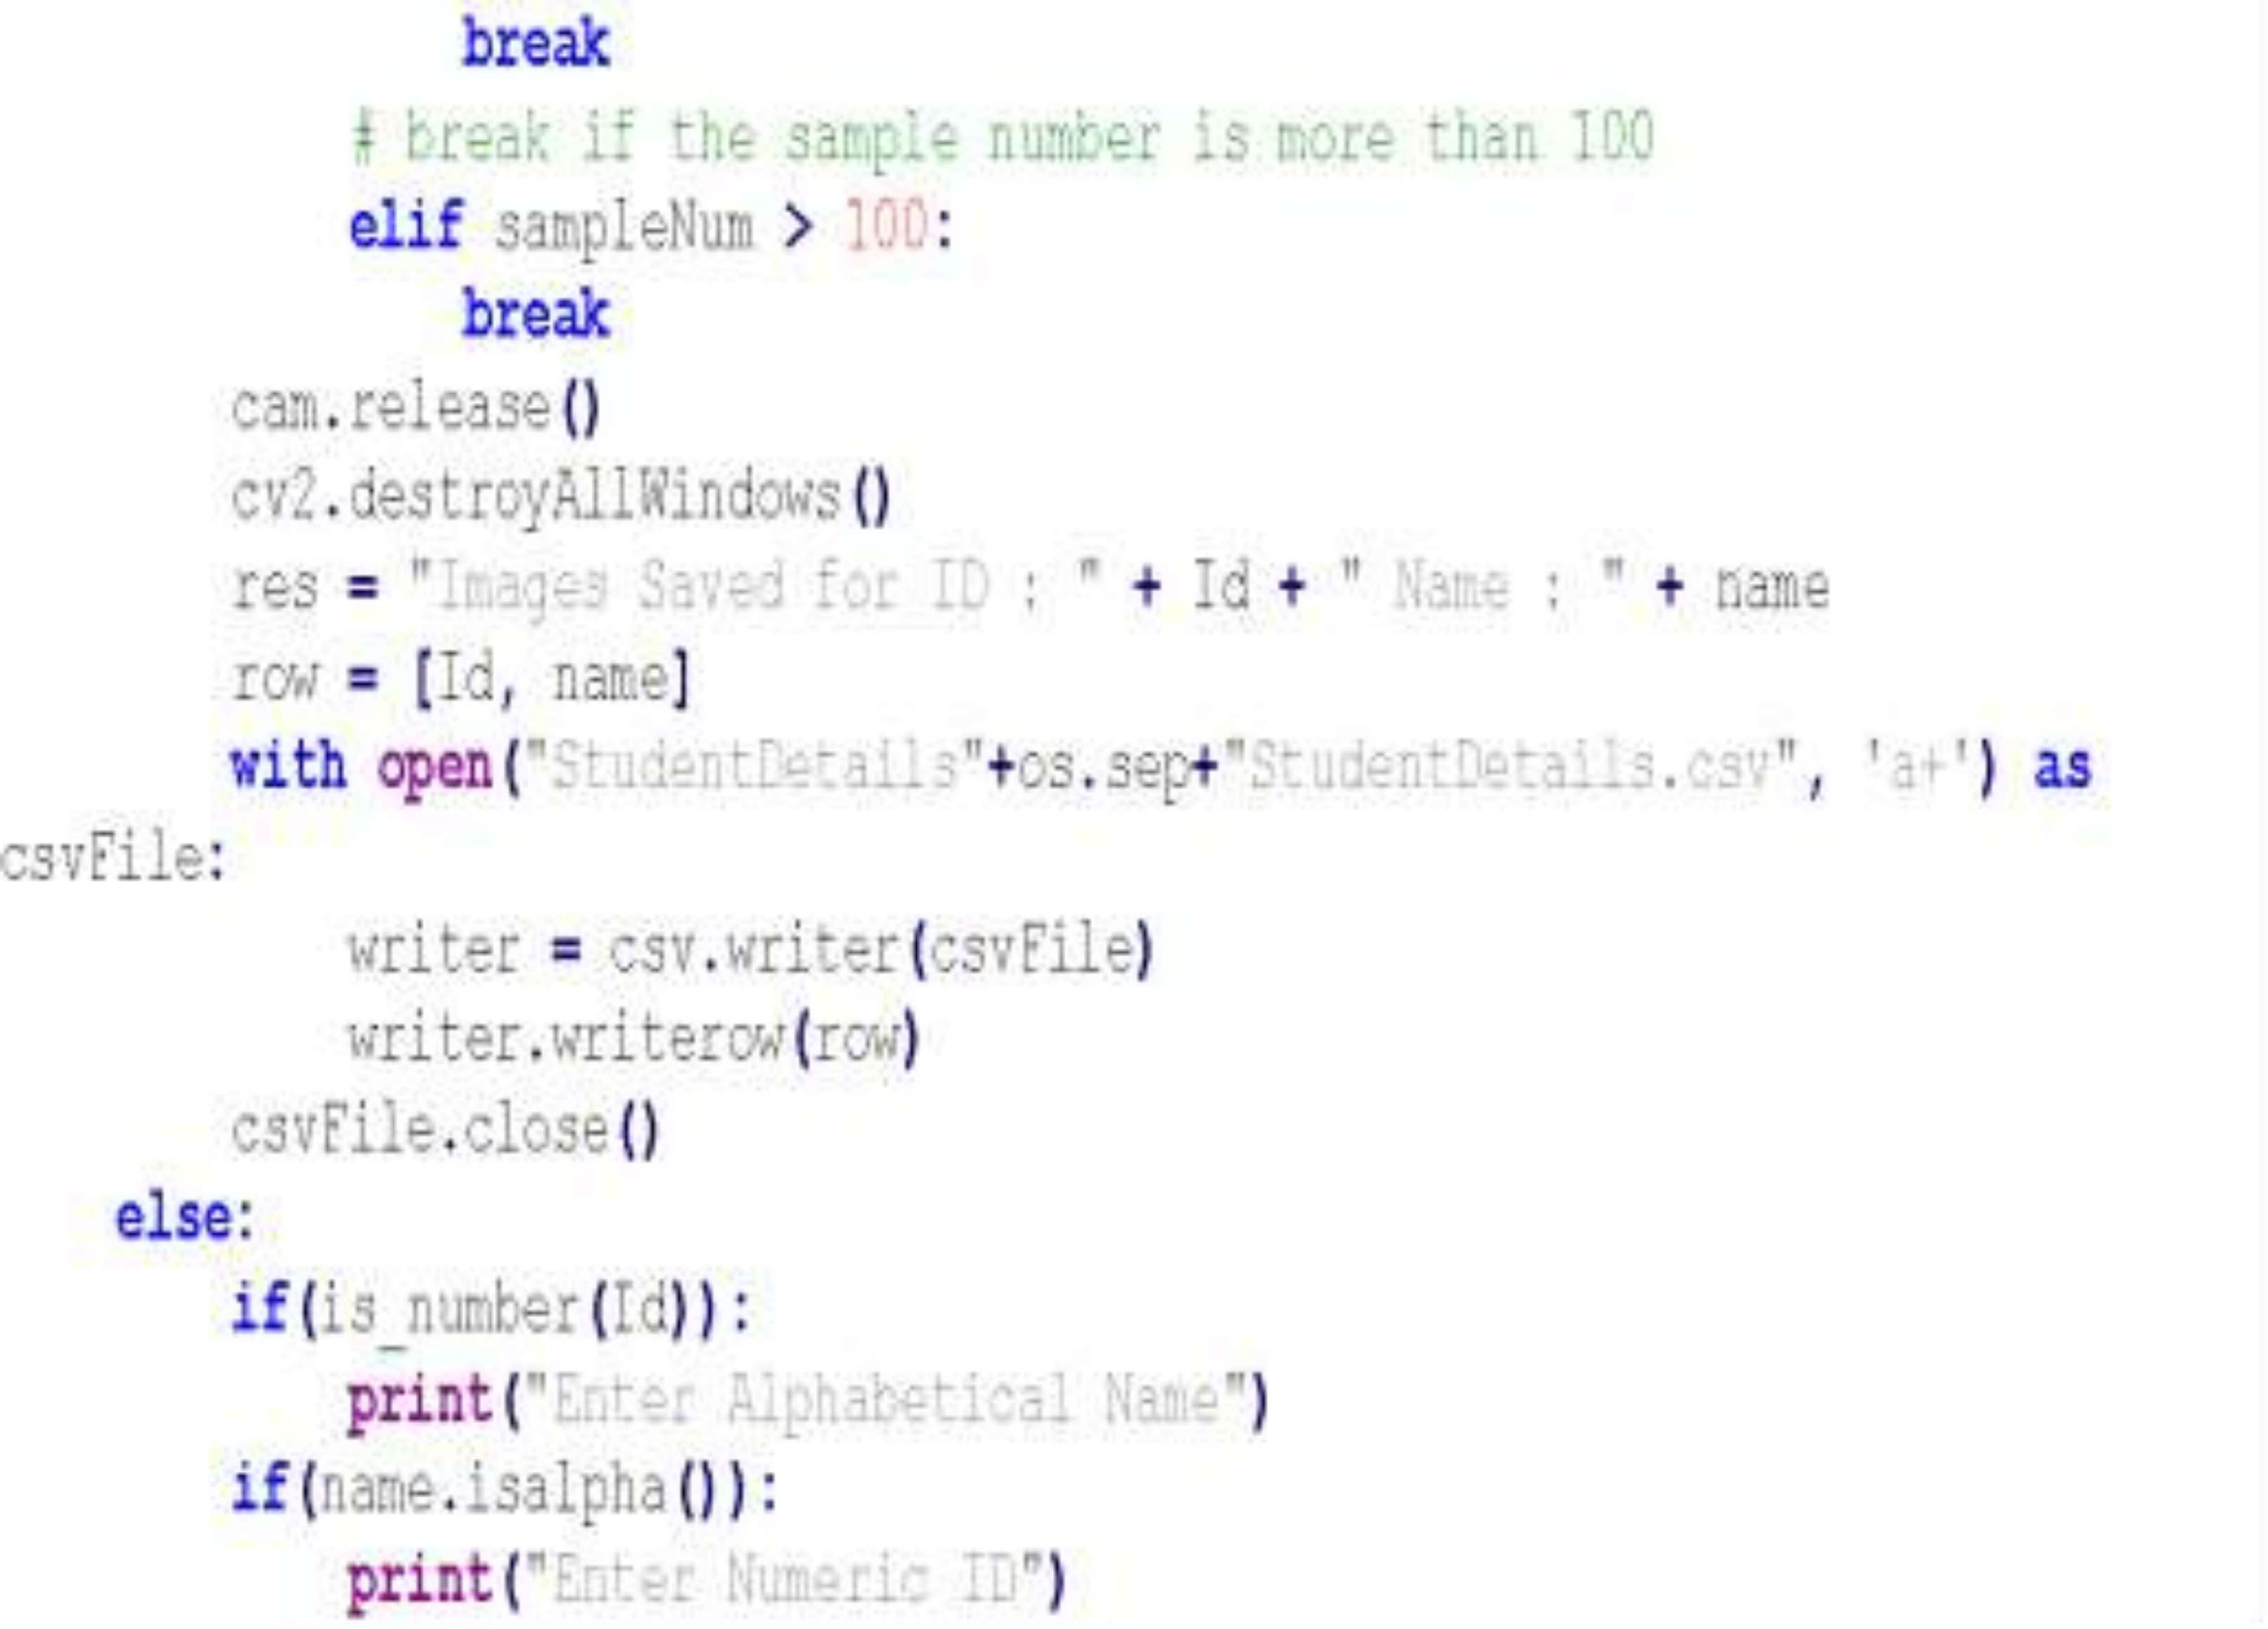 break
# break if the sample number is more than 100
elif sampleNum > 100:
break
cam.release()
cv2.destroyAllWindows()
res = "Images Saved for ID : " + Id + " Name : " + name
row = [Id, name]
with open("StudentDetails"+os.sep+"StudentDetails.csv", 'a+') as
csvFile:
writer = csv.writer(csvFile)
writer.writerow(row)
csvFile.close()
else:
if(is_number(Id)):
print("Enter Alphabetical Name")
if(name.isalpha()):
print("Enter Numeric ID")